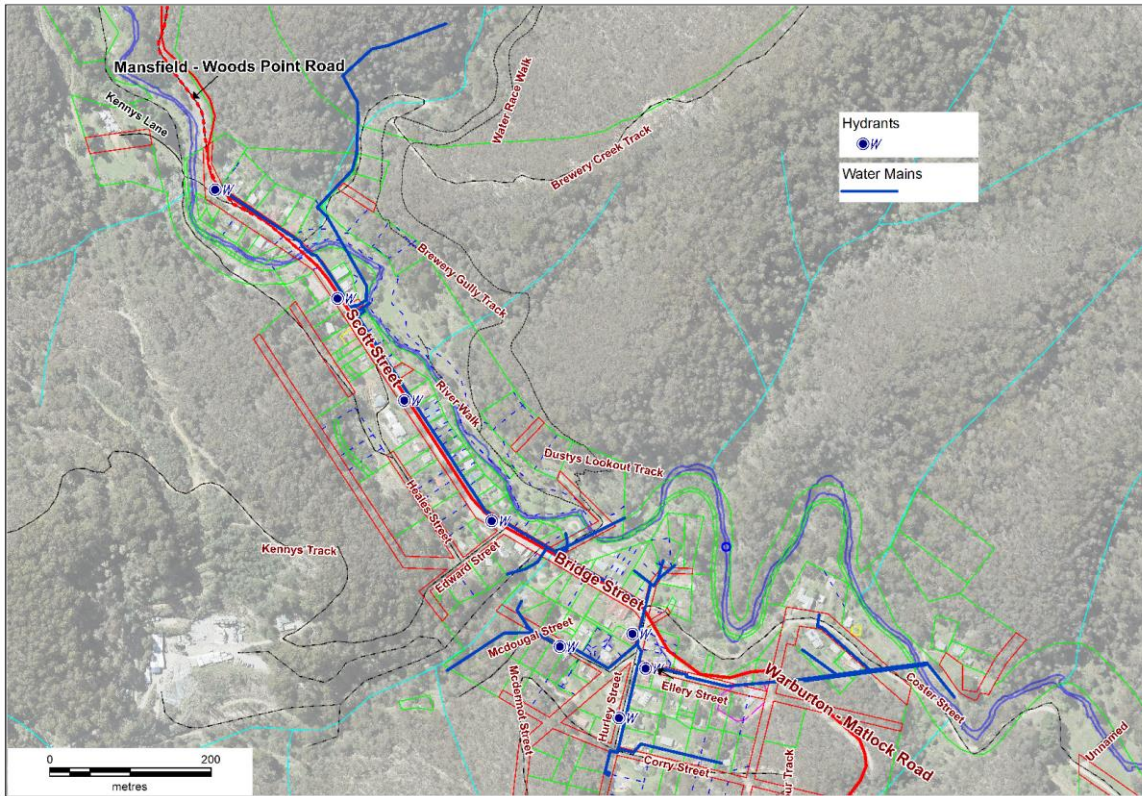 Mansfield - Woods Point Road
Kennys Lane
Water Race Walk
Brewery Creek Track
Hydrants
W
Water Mains
W
Brewery Gully Track
W
Scott Street
W
River Walk
Dustys Lookout Track
Heales Street
W
Kennys Track
Edward Street
Bridge Street
Mcdougal Street
W
W
W
Mcdermot Street
Hurley Street
Ellery Street
Warburton - Matlock Road
Coster Street
W
Corry Street
our Track
Unnamed
0 200
metres